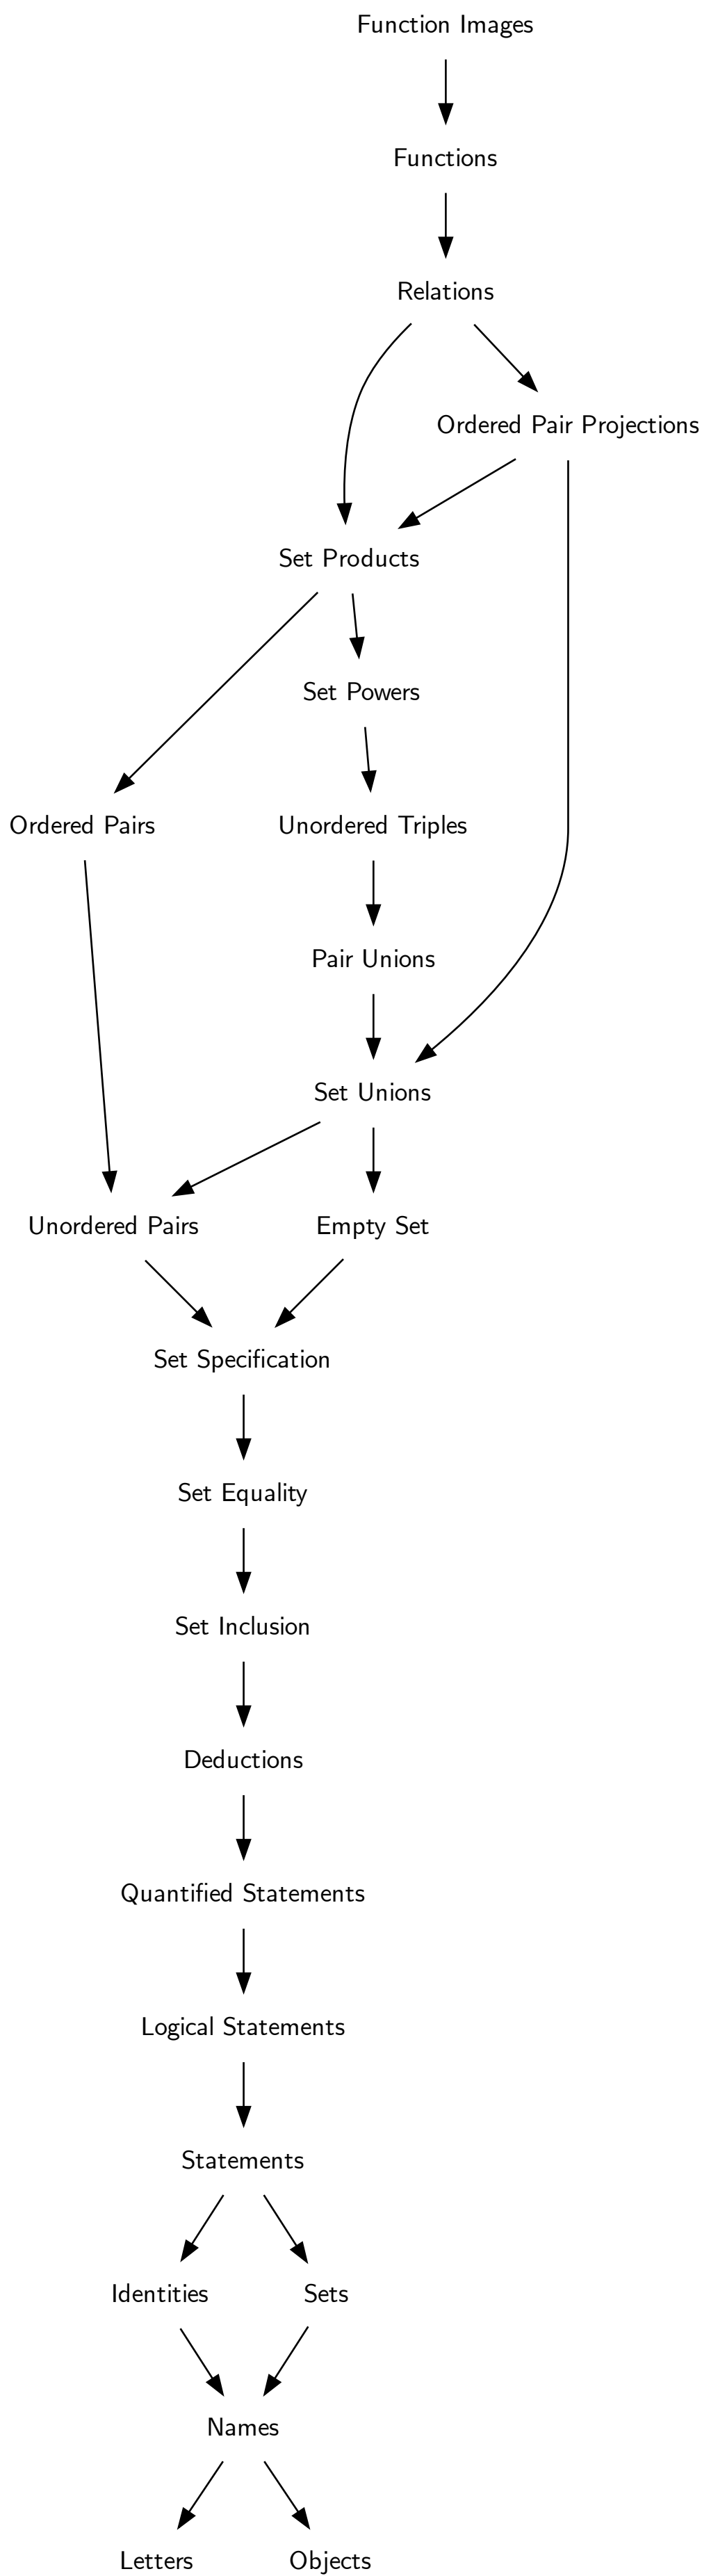 Function Images
Functions
Relations
Ordered Pair Projections
Set Products
Set Powers
Ordered Pairs
Unordered Triples
Pair Unions
Set Unions
Unordered Pairs
Empty Set
Set Specification
Set Equality
Set Inclusion
Deductions
Quantified Statements
Logical Statements
Statements
Identities
Sets
Names
Letters
Objects